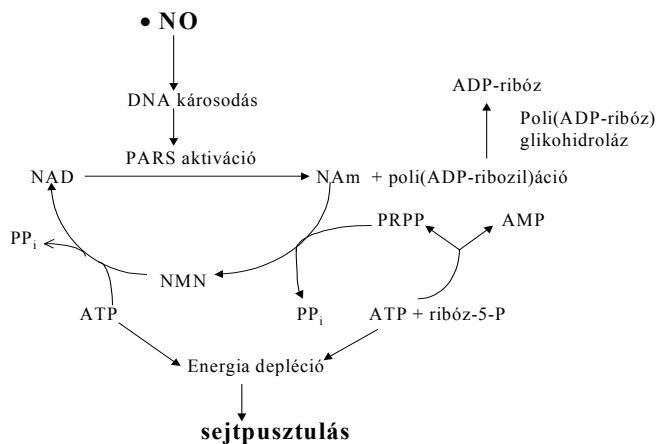 • NO
DNA károsodás
ADP-ribóz
Poli(ADP-ribóz)
glikohidroláz
PARS aktiváció
NAD
NAm + poli(ADP-ribozil)áció
PRPP
AMP
PPi
NMN
ATP
PPi
ATP + ribóz-5-P
Energia depléció
sejtpusztulás